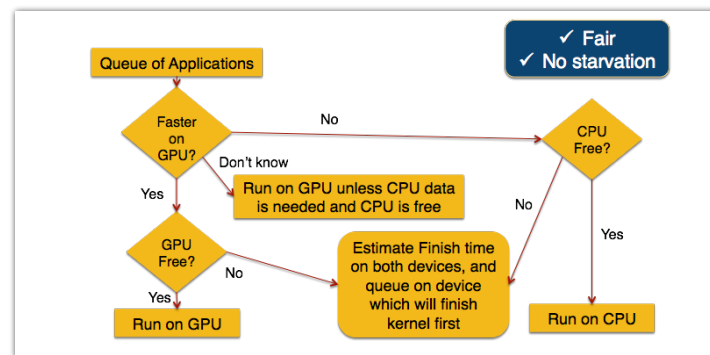 ✓ Fair
✓ No starvation
Queue of Applications
Faster
on
GPU?
No
CPU
Free?
Don't know
Yes
Run on GPU unless CPU data
is needed and CPU is free
No
GPU
Free?
No
Estimate Finish time
on both devices, and
queue on device
which will finish
kernel first
Yes
Yes
Run on GPU
Run on CPU